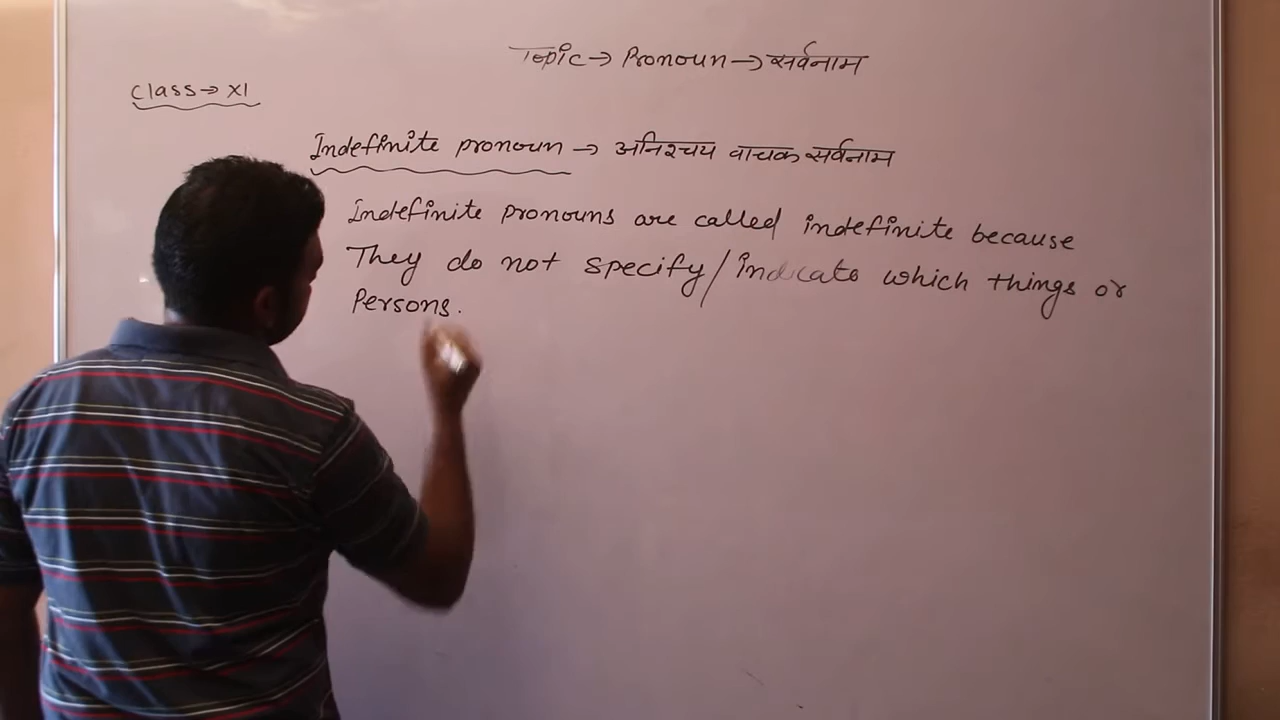 Topic → Pronoun → सर्वनाम
Class → XI
Indefinite pronoun → अनिश्चय वाचक सर्वनाम
Indefinite pronouns are called indefinite because
They do not specify/indicate which things or
Persons.